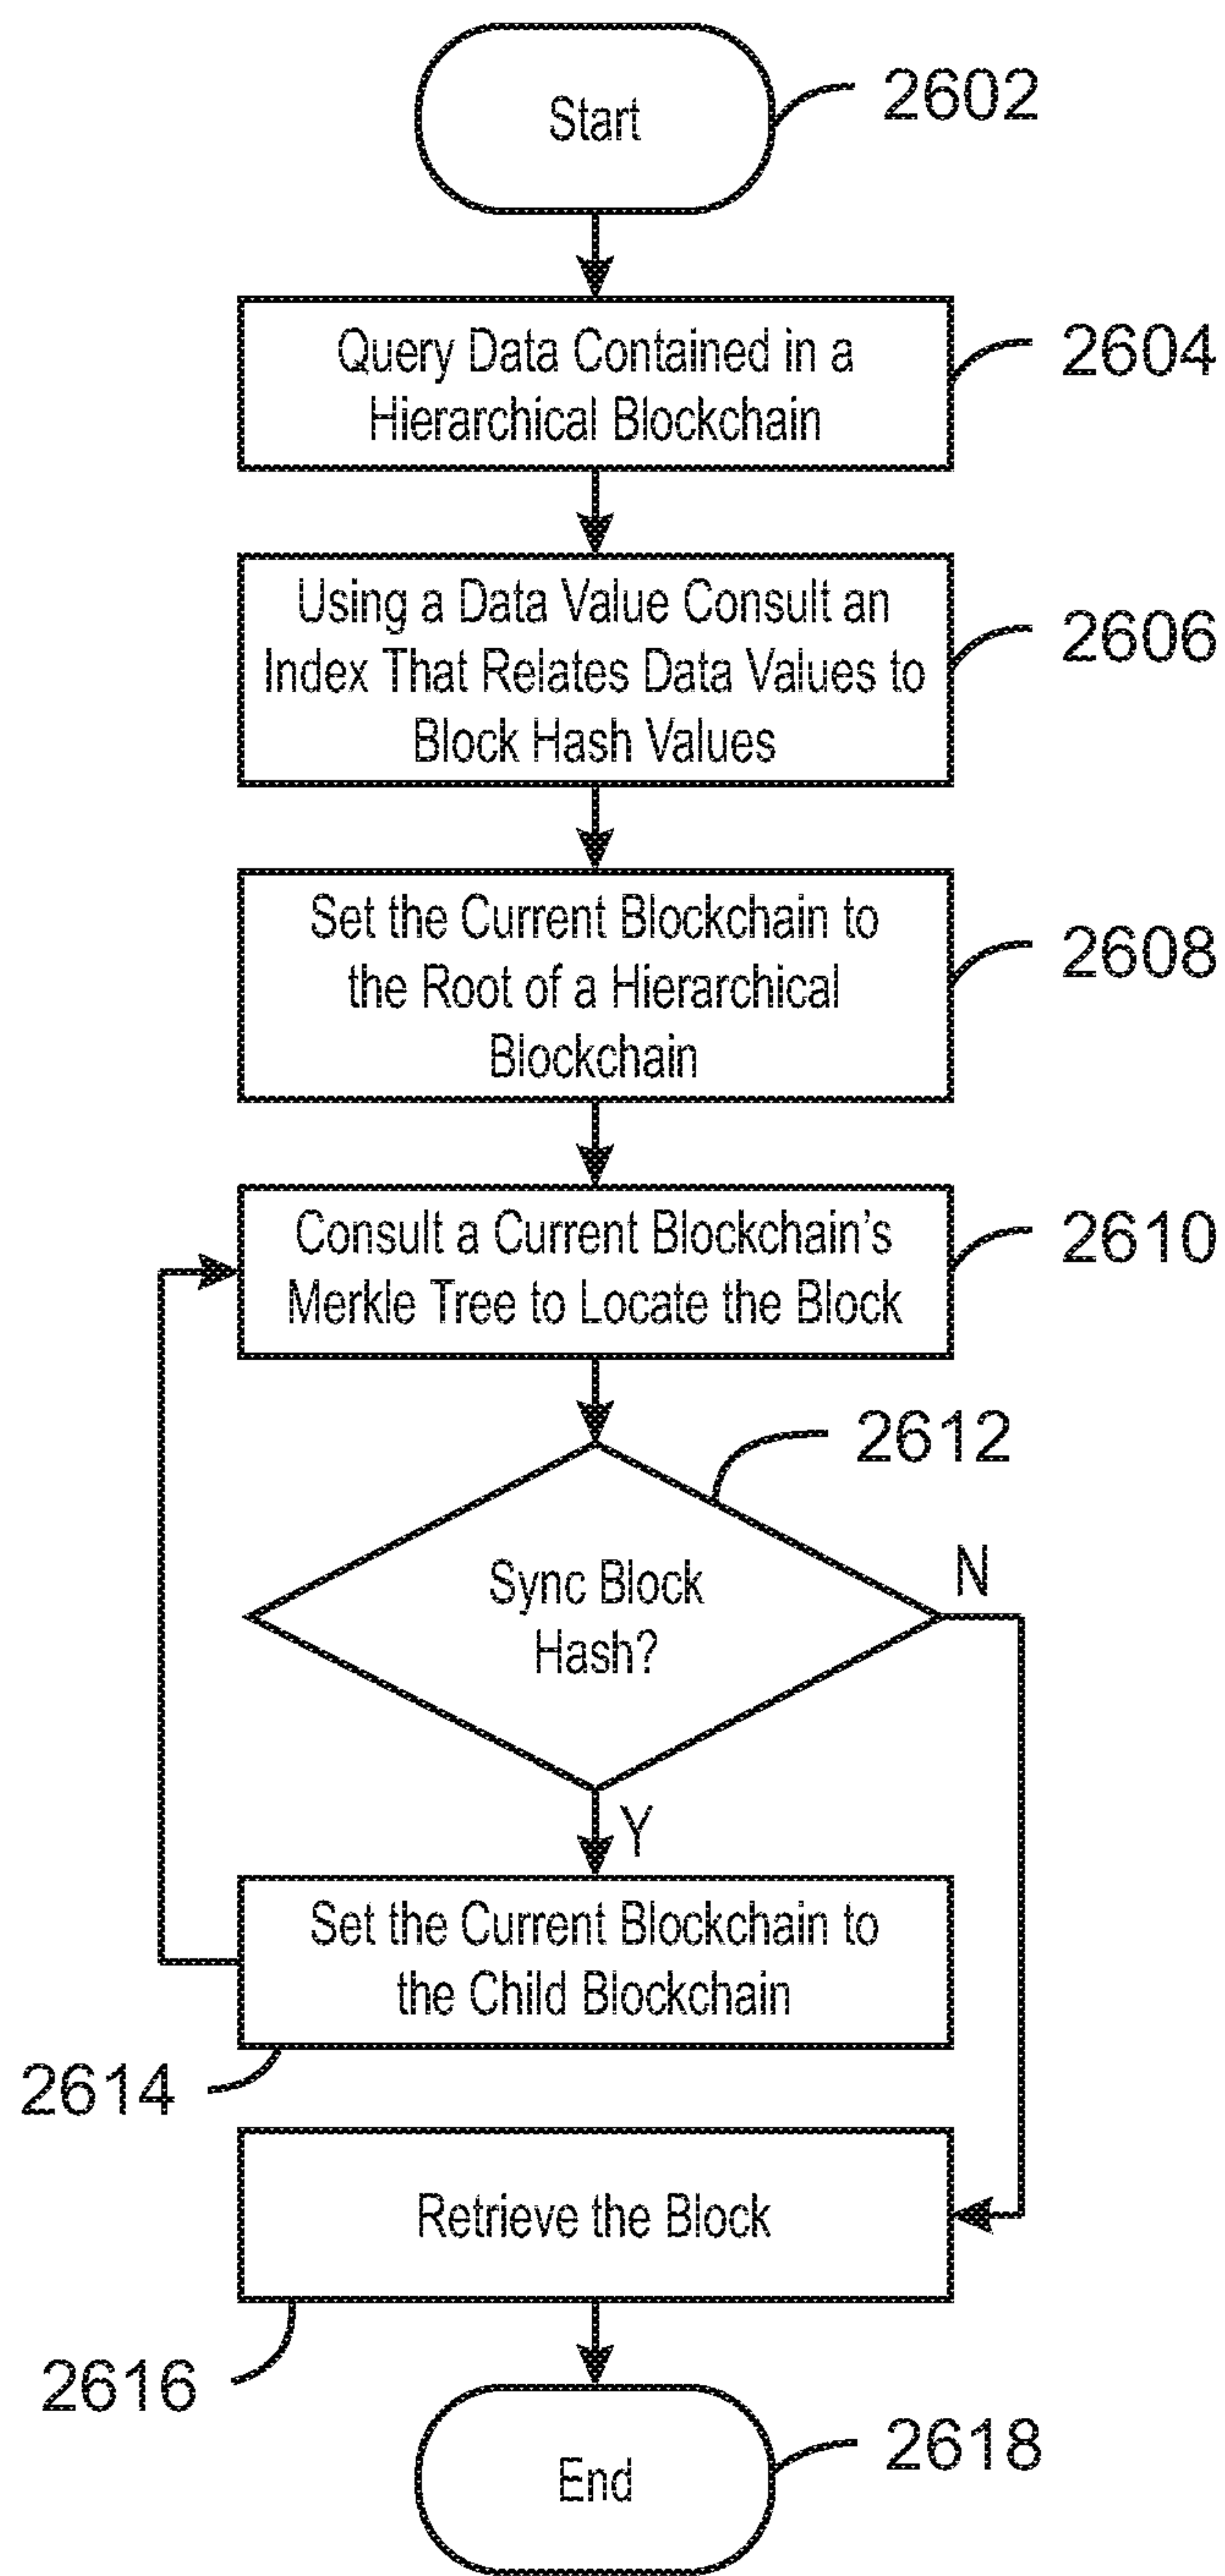 Start
2602
Query Data Contained in a
Hierarchical Blockchain
2604
Using a Data Value Consult an
Index That Relates Data Values to
Block Hash Values
2606
Set the Current Blockchain to
the Root of a Hierarchical
Blockchain
2608
Consult a Current Blockchain's
Merkle Tree to Locate the Block
2610
2612
Sync Block
Hash?
N
Y
Set the Current Blockchain to
the Child Blockchain
2614
Retrieve the Block
2616
End
2618